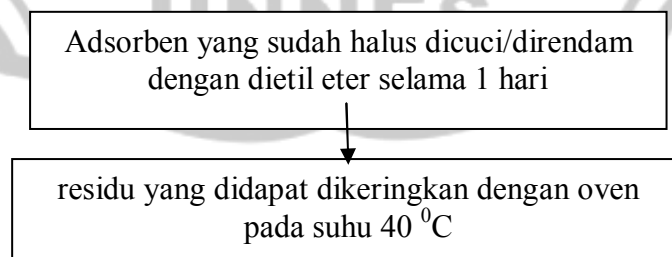 Adsorben yang sudah halus dicuci/direndam
dengan dietil eter selama 1 hari
residu yang didapat dikeringkan dengan oven
pada suhu 40 ⁰C